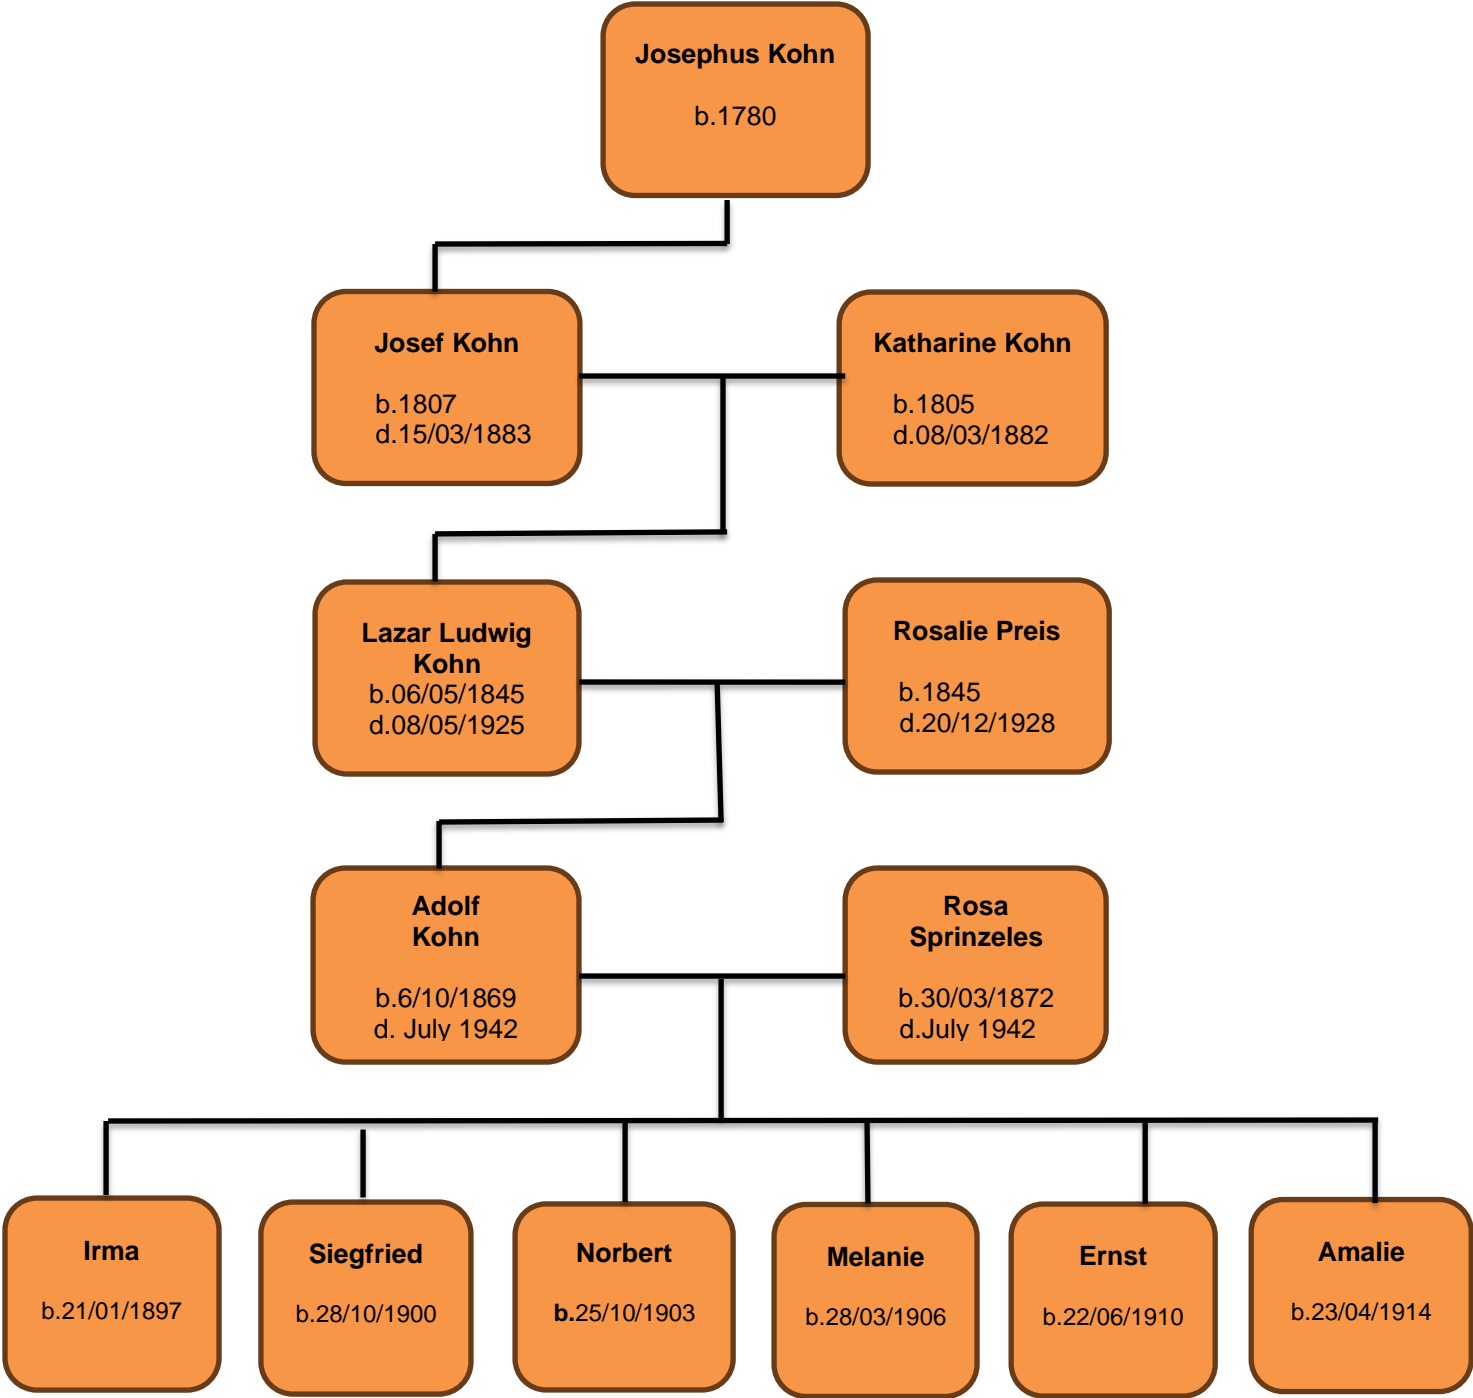 Josephus Kohn
b.1780
Josef Kohn
b.1807
d.15/03/1883
Katharine Kohn
b.1805
d.08/03/1882
Lazar Ludwig
Kohn
b.06/05/1845
d.08/05/1925
Rosalie Preis
b.1845
d.20/12/1928
Adolf
Kohn
b.6/10/1869
d. July 1942
Rosa
Sprinzeles
b.30/03/1872
d.July 1942
Irma
b.21/01/1897
Siegfried
b.28/10/1900
Norbert
b.25/10/1903
Melanie
b.28/03/1906
Ernst
b.22/06/1910
Amalie
b.23/04/1914